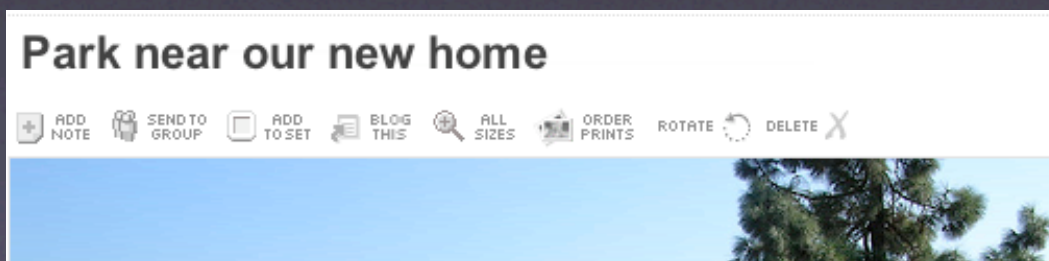 Park near our new home
ADD NOTE
SEND TO GROUP
ADD TO SET
BLOG THIS
ALL SIZES
ORDER PRINTS
ROTATE
DELETE